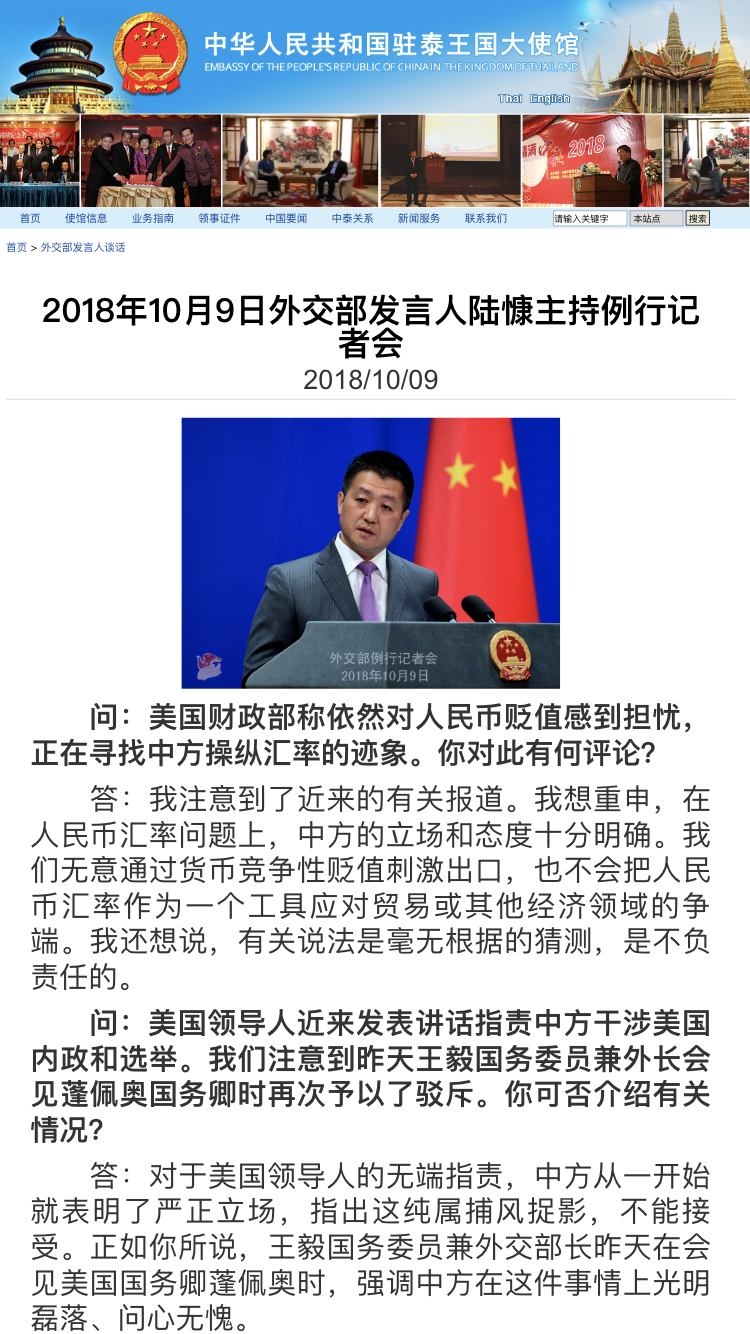 中华人民共和国驻泰王国大使馆
EMBASSY OF THE PEOPLE'S REPUBLIC OF CHINA IN THE KINGDOM OF THAILAND
Thai English
2018
首页 使馆信息 业务指南 领事证件 中国要闻 中泰关系 新闻服务 联系我们 请输入关键字 本站点 搜索
首页 > 外交部发言人谈话
2018年10月9日外交部发言人陆慷主持例行记
者会
2018/10/09
外交部例行记者会
2018年10月9日
问：美国财政部称依然对人民币贬值感到担忧，
正在寻找中方操纵汇率的迹象。你对此有何评论？
答：我注意到了近来的有关报道。我想重申，在
人民币汇率问题上，中方的立场和态度十分明确。我
们无意通过货币竞争性贬值刺激出口，也不会把人民
币汇率作为一个工具应对贸易或其他经济领域的争
端。我还想说，有关说法是毫无根据的猜测，是不负
责任的。
问：美国领导人近来发表讲话指责中方干涉美国
内政和选举。我们注意到昨天王毅国务委员兼外长会
见蓬佩奥国务卿时再次予以了驳斥。你可否介绍有关
情况？
答：对于美国领导人的无端指责，中方从一开始
就表明了严正立场，指出这纯属捕风捉影，不能接
受。正如你所说，王毅国务委员兼外交部长昨天在会
见美国国务卿蓬佩奥时，强调中方在这件事情上光明
磊落、问心无愧。